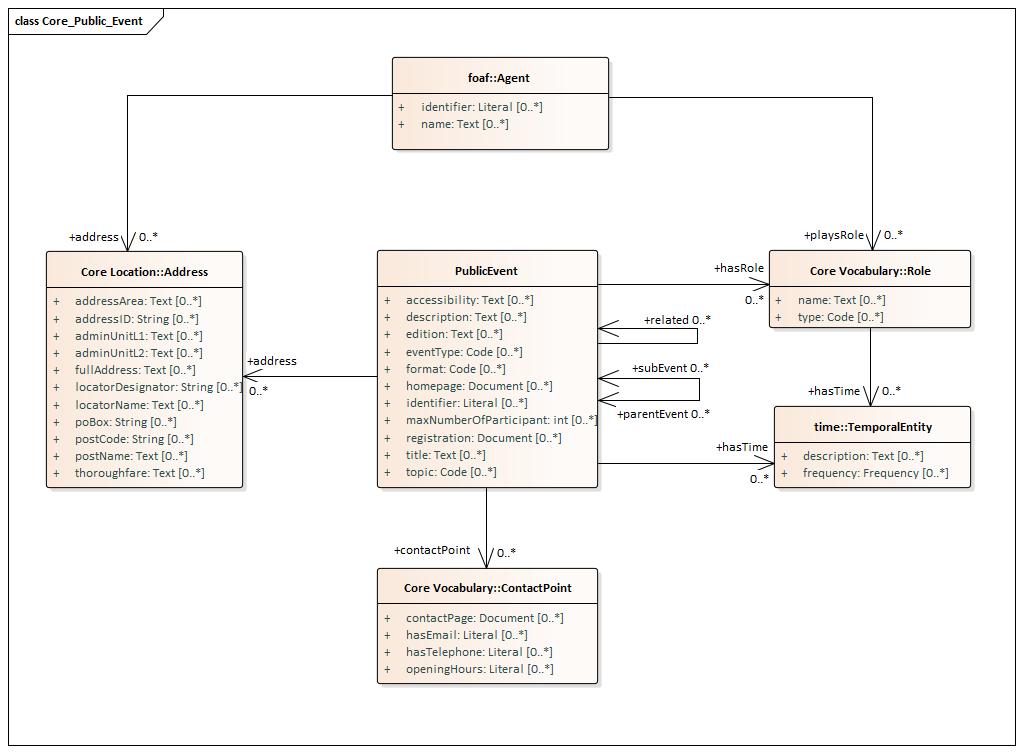 class Core_Public_Event
foaf::Agent
+ identifier: Literal [0..*]
+ name: Text [0..*]
+address 0..*
+playsRole 0..*
Core Location::Address
+ addressArea: Text [0..*]
+ addressID: String [0..*]
+ adminUnitL1: Text [0..*]
+ adminUnitL2: Text [0..*]
+ fullAddress: Text [0..*]
+ locatorDesignator: String [0..*]
+ locatorName: Text [0..*]
+ poBox: String [0..*]
+ postCode: String [0..*]
+ postName: Text [0..*]
+ thoroughfare: Text [0..*]
+address
0..*
PublicEvent
+ accessibility: Text [0..*]
+ description: Text [0..*]
+ edition: Text [0..*]
+ eventType: Code [0..*]
+ format: Code [0..*]
+ homepage: Document [0..*]
+ identifier: Literal [0..*]
+ maxNumberOfParticipant: int [0..*]
+ registration: Document [0..*]
+ title: Text [0..*]
+ topic: Code [0..*]
+hasRole
0..*
+related 0..*
+subEvent 0..*
+parentEvent 0..*
+hasTime
0..*
Core Vocabulary::Role
+ name: Text [0..*]
+ type: Code [0..*]
+hasTime 0..*
time::TemporalEntity
+ description: Text [0..*]
+ frequency: Frequency [0..*]
+contactPoint 0..*
Core Vocabulary::ContactPoint
+ contactPage: Document [0..*]
+ hasEmail: Literal [0..*]
+ hasTelephone: Literal [0..*]
+ openingHours: Literal [0..*]